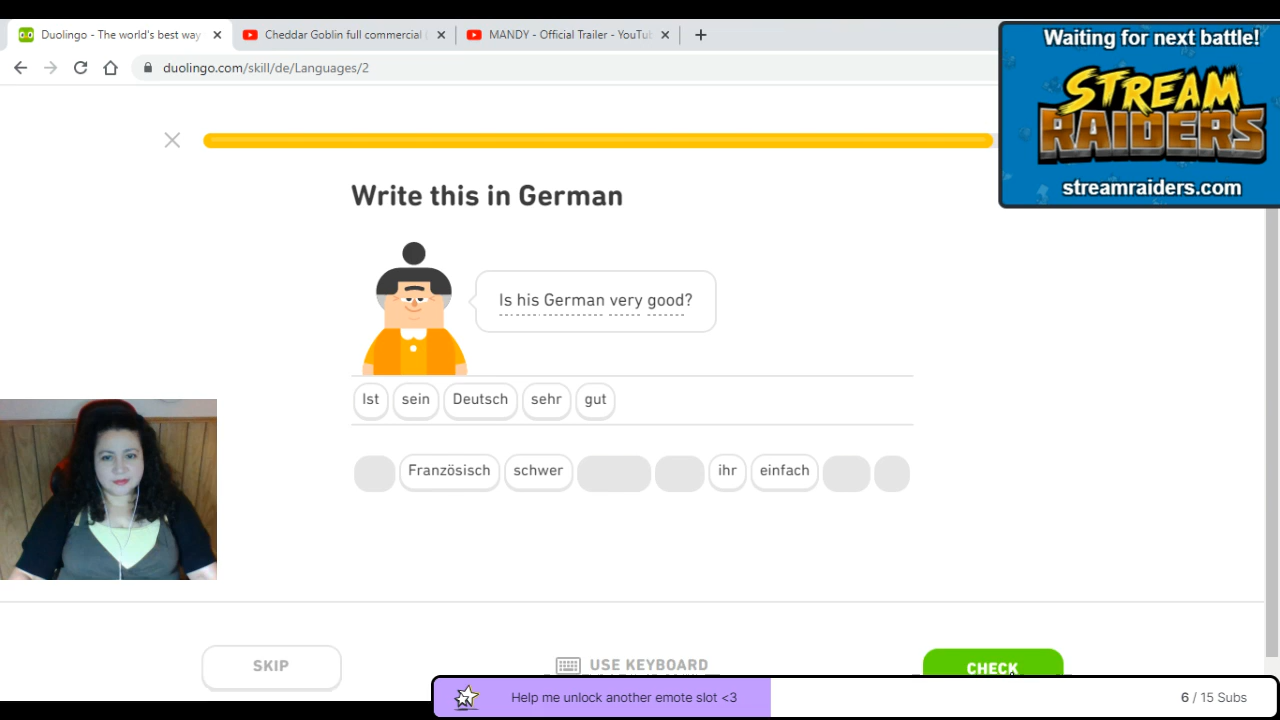 Duolingo - The world's best way
Cheddar Goblin full commercial
MANDY - Official Trailer - YouTu
duolingo.com/skill/de/Languages/2
Waiting for next battle!
STREAM
RAIDERS
streamraiders.com
Write this in German
Is his German very good?
Ist sein Deutsch sehr gut
Französisch schwer ihr einfach
SKIP
USE KEYBOARD
CHECK
Help me unlock another emote slot <3
6 / 15 Subs